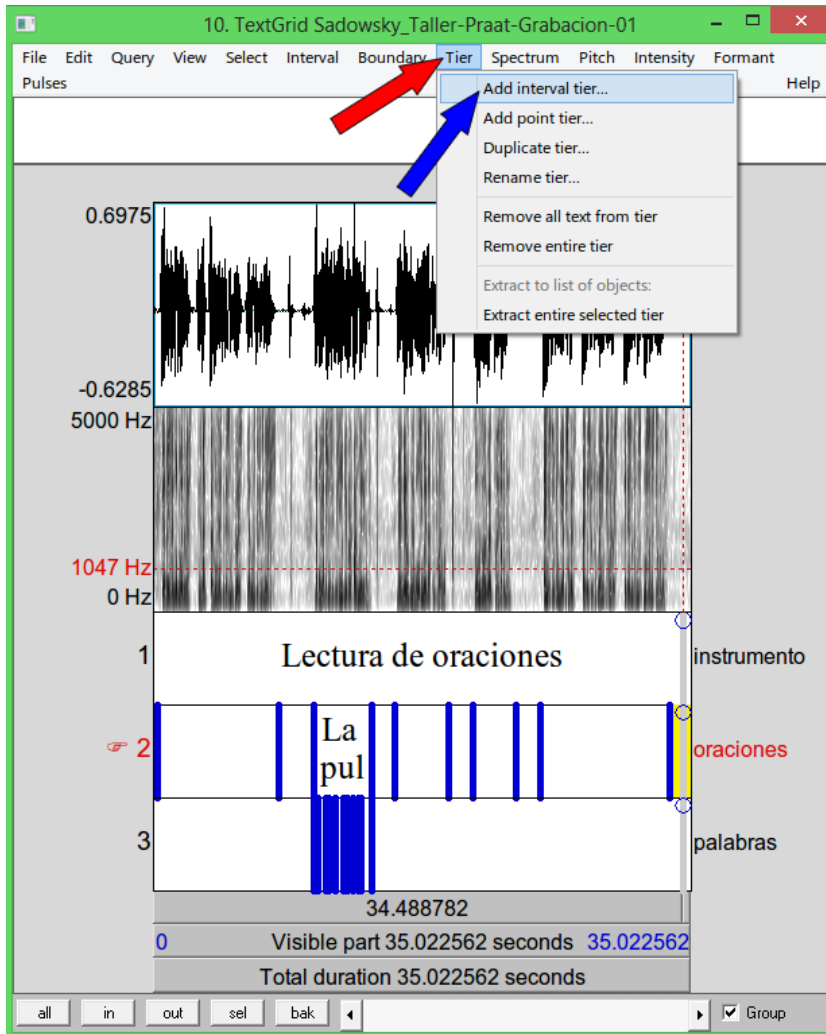 10. TextGrid Sadowsky_Taller-Praat-Grabacion-01
File Edit Query View Select Interval Boundary Tier Spectrum Pitch Intensity Formant
Pulses Help
Add interval tier...
Add point tier...
Duplicate tier...
Rename tier...
Remove all text from tier
Remove entire tier
Extract to list of objects:
Extract entire selected tier
0.6975
-0.6285
5000 Hz
1047 Hz
0 Hz
1 Lectura de oraciones instrumento
☞ 2 La
pul oraciones
3 palabras
34.488782
0 Visible part 35.022562 seconds 35.022562
Total duration 35.022562 seconds
all in out sel bak Group